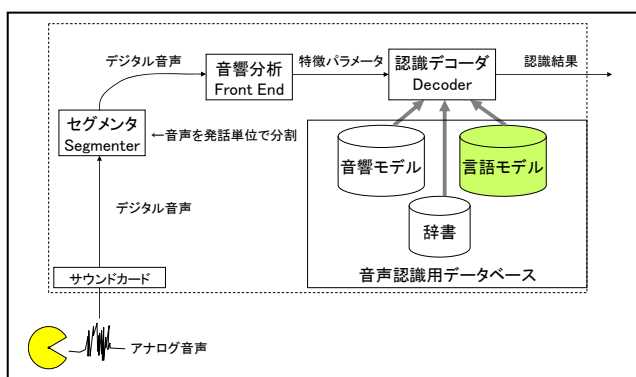 デジタル音声
音響分析
Front End
特徴パラメータ
認識デコーダ
Decoder
認識結果
セグメンタ
Segmenter
←音声を発話単位で分割
音響モデル
言語モデル
辞書
音声認識用データベース
デジタル音声
サウンドカード
アナログ音声